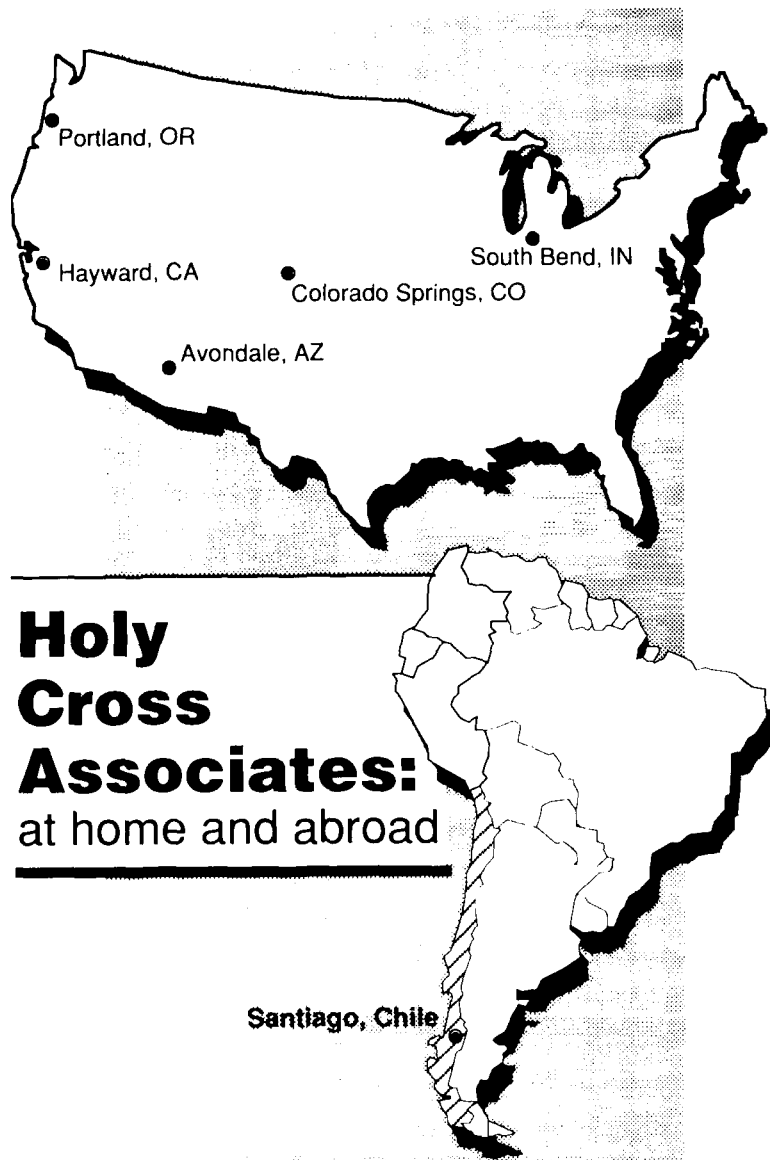 Portland, OR
Hayward, CA
South Bend, IN
Colorado Springs, CO
Avondale, AZ
Holy
Cross
Associates:
at home and abroad
Santiago, Chile